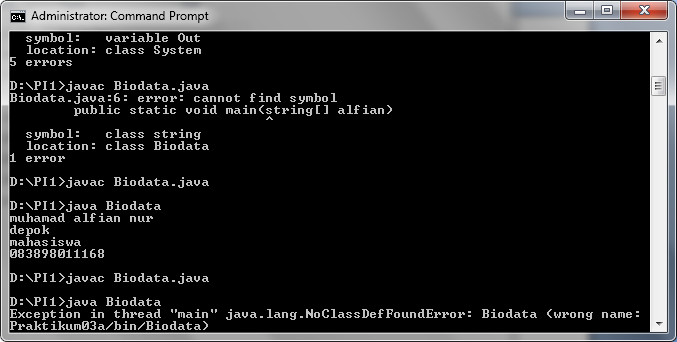 Administrator: Command Prompt
symbol:   variable Out
location: class System
5 errors
D:\PI1>javac Biodata.java
Biodata.java:6: error: cannot find symbol
public static void main(string[] alfian)
^
symbol:   class string
location: class Biodata
1 error
D:\PI1>javac Biodata.java
D:\PI1>java Biodata
muhamad alfian nur
depok
mahasiswa
083898011168
D:\PI1>javac Biodata.java
D:\PI1>java Biodata
Exception in thread "main" java.lang.NoClassDefFoundError: Biodata (wrong name:
Praktikum03a/bin/Biodata)